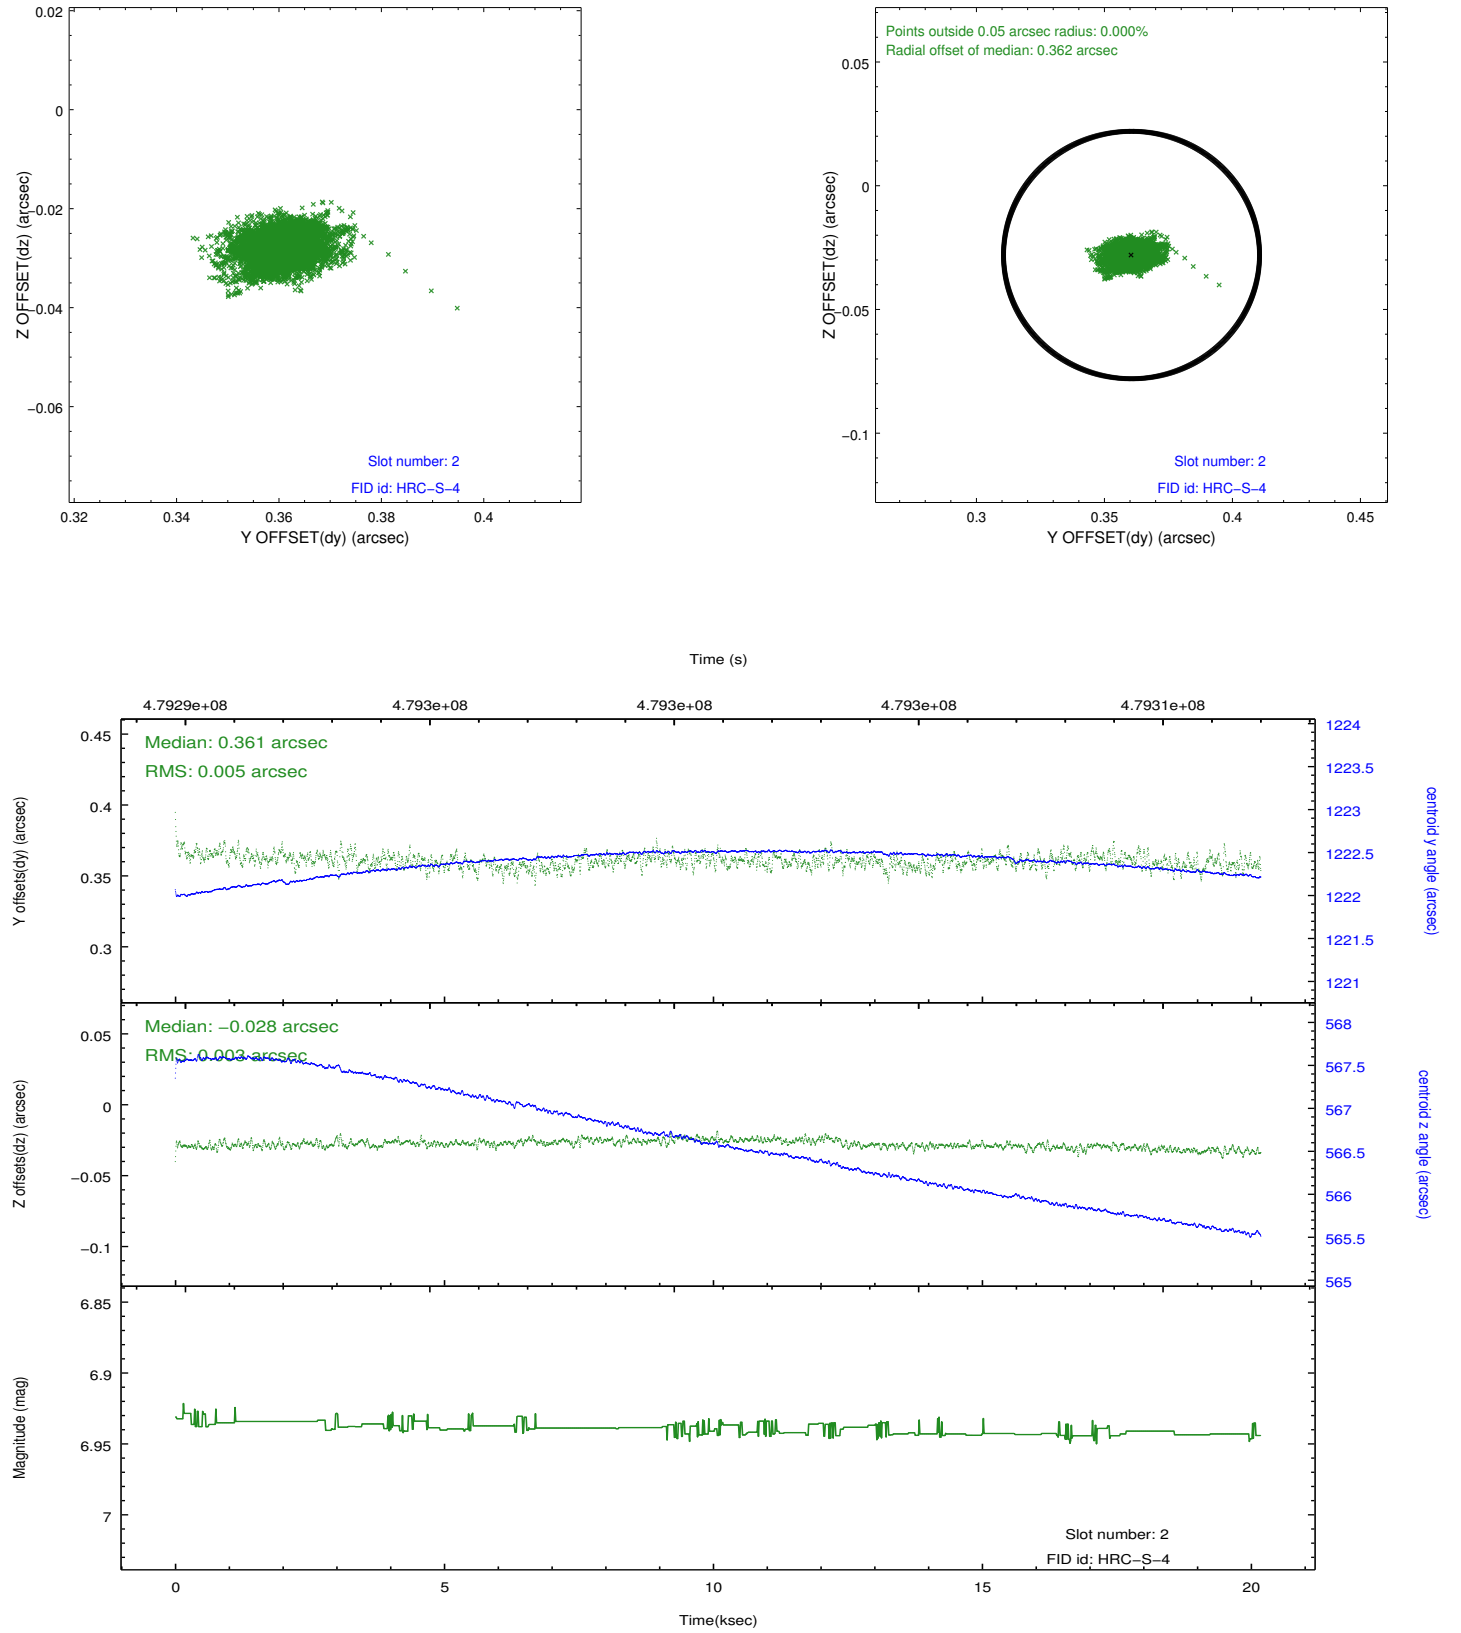 0.02
0
−0.02
−0.04
−0.06
Z OFFSET(dz) (arcsec)
Slot number: 2
FID id: HRC−S−4
0.32 0.34 0.36 0.38 0.4
Y OFFSET(dy) (arcsec)
Points outside 0.05 arcsec radius: 0.000%
Radial offset of median: 0.362 arcsec
0.05
0
−0.05
−0.1
Z OFFSET(dz) (arcsec)
Slot number: 2
FID id: HRC−S−4
0.3 0.35 0.4 0.45
Y OFFSET(dy) (arcsec)
Time (s)
4.7929e+08 4.793e+08 4.793e+08 4.793e+08 4.7931e+08
Median: 0.361 arcsec
RMS: 0.005 arcsec
0.45
0.4
0.35
0.3
Y offsets(dy) (arcsec)
1224
1223.5
1223
1222.5
1222
1221.5
1221
centroid y angle (arcsec)
Median: −0.028 arcsec
RMS: 0.003 arcsec
0.05
0
−0.05
−0.1
Z offsets(dz) (arcsec)
568
567.5
567
566.5
566
565.5
565
centroid z angle (arcsec)
6.85
6.9
6.95
7
Magnitude (mag)
Slot number: 2
FID id: HRC−S−4
0 5 10 15 20
Time(ksec)